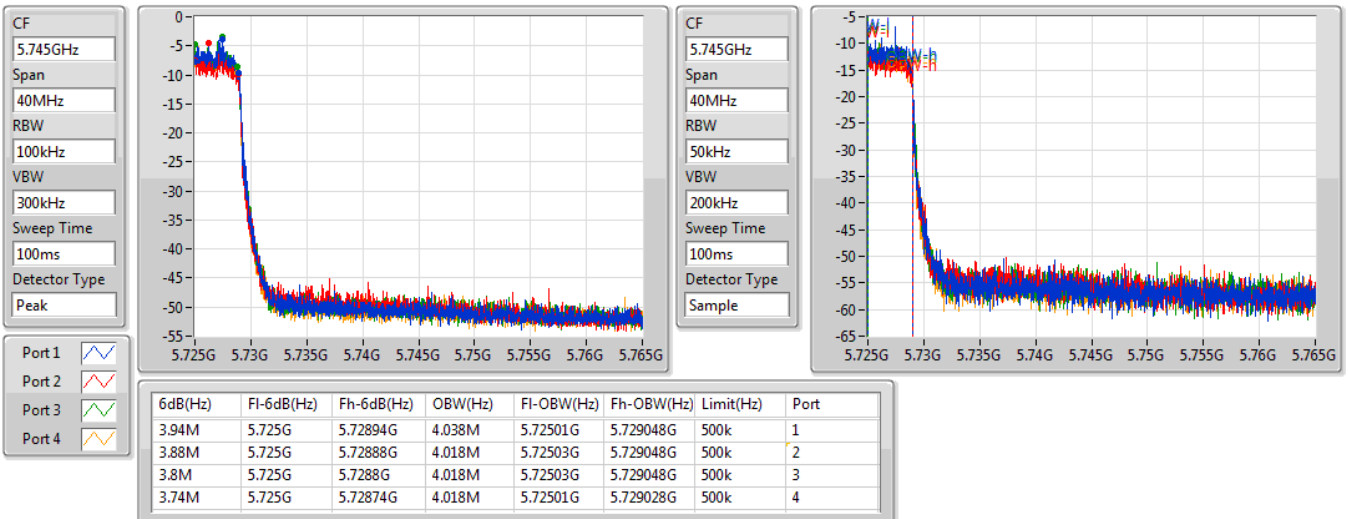 CF
5.745GHz
Span
40MHz
RBW
100kHz
VBW
300kHz
Sweep Time
100ms
Detector Type
Peak
0
-5
-10
-15
-20
-25
-30
-35
-40
-45
-50
-55
5.725G 5.73G 5.735G 5.74G 5.745G 5.75G 5.755G 5.76G 5.765G
CF
5.745GHz
Span
40MHz
RBW
50kHz
VBW
200kHz
Sweep Time
100ms
Detector Type
Sample
-5
-10
-15
-20
-25
-30
-35
-40
-45
-50
-55
-60
-65
5.725G 5.73G 5.735G 5.74G 5.745G 5.75G 5.755G 5.76G 5.765G
Port 1
Port 2
Port 3
Port 4
6dB(Hz) Fl-6dB(Hz) Fh-6dB(Hz) OBW(Hz) Fl-OBW(Hz) Fh-OBW(Hz) Limit(Hz) Port
3.94M 5.725G 5.72894G 4.038M 5.72501G 5.729048G 500k 1
3.88M 5.725G 5.72888G 4.018M 5.72503G 5.729048G 500k 2
3.8M 5.725G 5.7288G 4.018M 5.72503G 5.729048G 500k 3
3.74M 5.725G 5.72874G 4.018M 5.72501G 5.729028G 500k 4